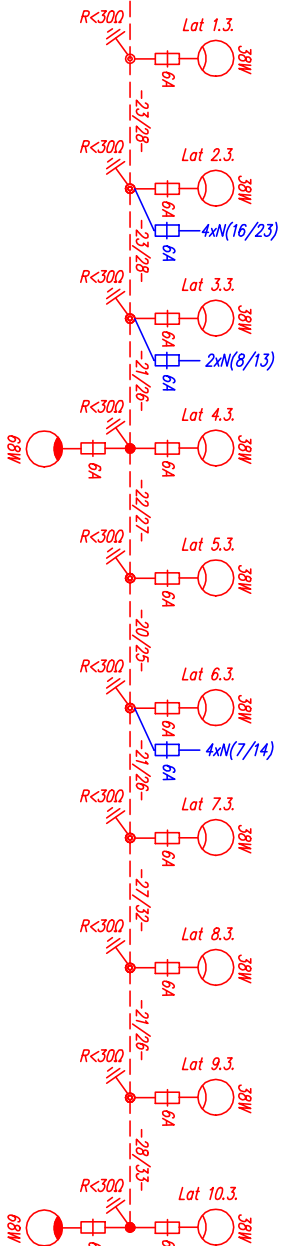 R<30Ω
Lat 1.3.
38W
6A
-23/28-
R<30Ω
Lat 2.3.
38W
6A
4xN(16/23)
6A
-23/28-
R<30Ω
Lat 3.3.
38W
6A
2xN(8/13)
6A
-21/26-
R<30Ω
Lat 4.3.
38W
6A
68W
6A
-22/27-
R<30Ω
Lat 5.3.
38W
6A
-20/25-
R<30Ω
Lat 6.3.
38W
6A
4xN(7/14)
6A
-21/26-
R<30Ω
Lat 7.3.
38W
6A
-27/32-
R<30Ω
Lat 8.3.
38W
6A
-21/26-
R<30Ω
Lat 9.3.
38W
6A
-28/33-
R<30Ω
Lat 10.3.
38W
68W